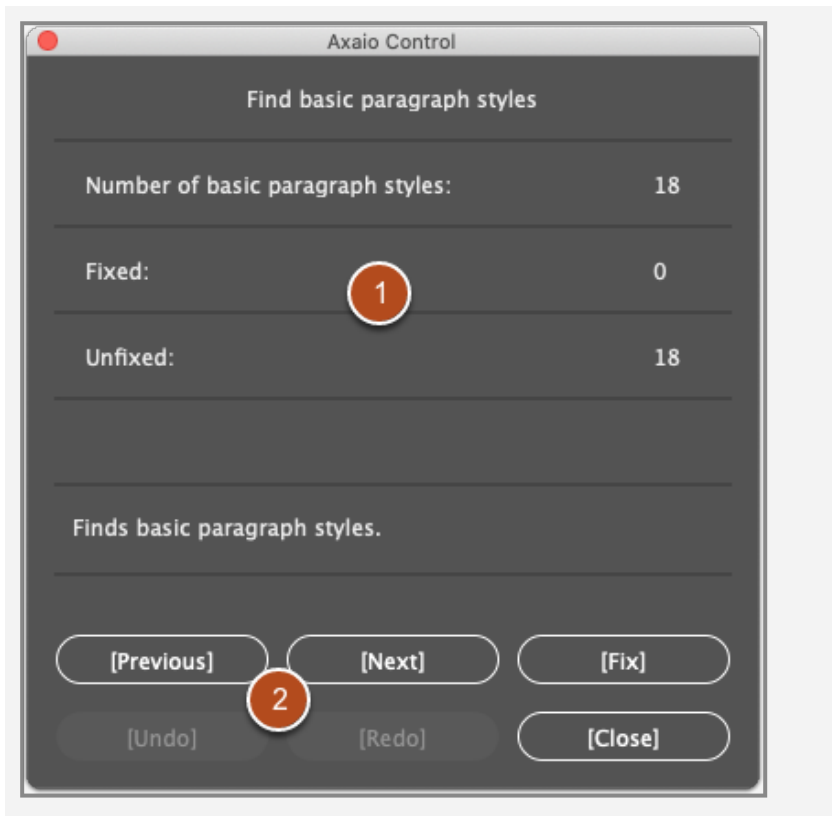 Axaio Control
Find basic paragraph styles
Number of basic paragraph styles: 18
Fixed: 0
1
Unfixed: 18
Finds basic paragraph styles.
[Previous] [Next] [Fix]
2
[Undo] [Redo] [Close]